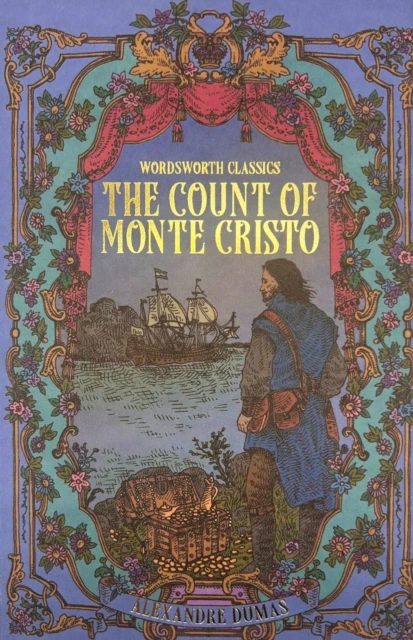 WORDSWORTH CLASSICS
THE COUNT OF
MONTE CRISTO
ALEXANDRE DUMAS